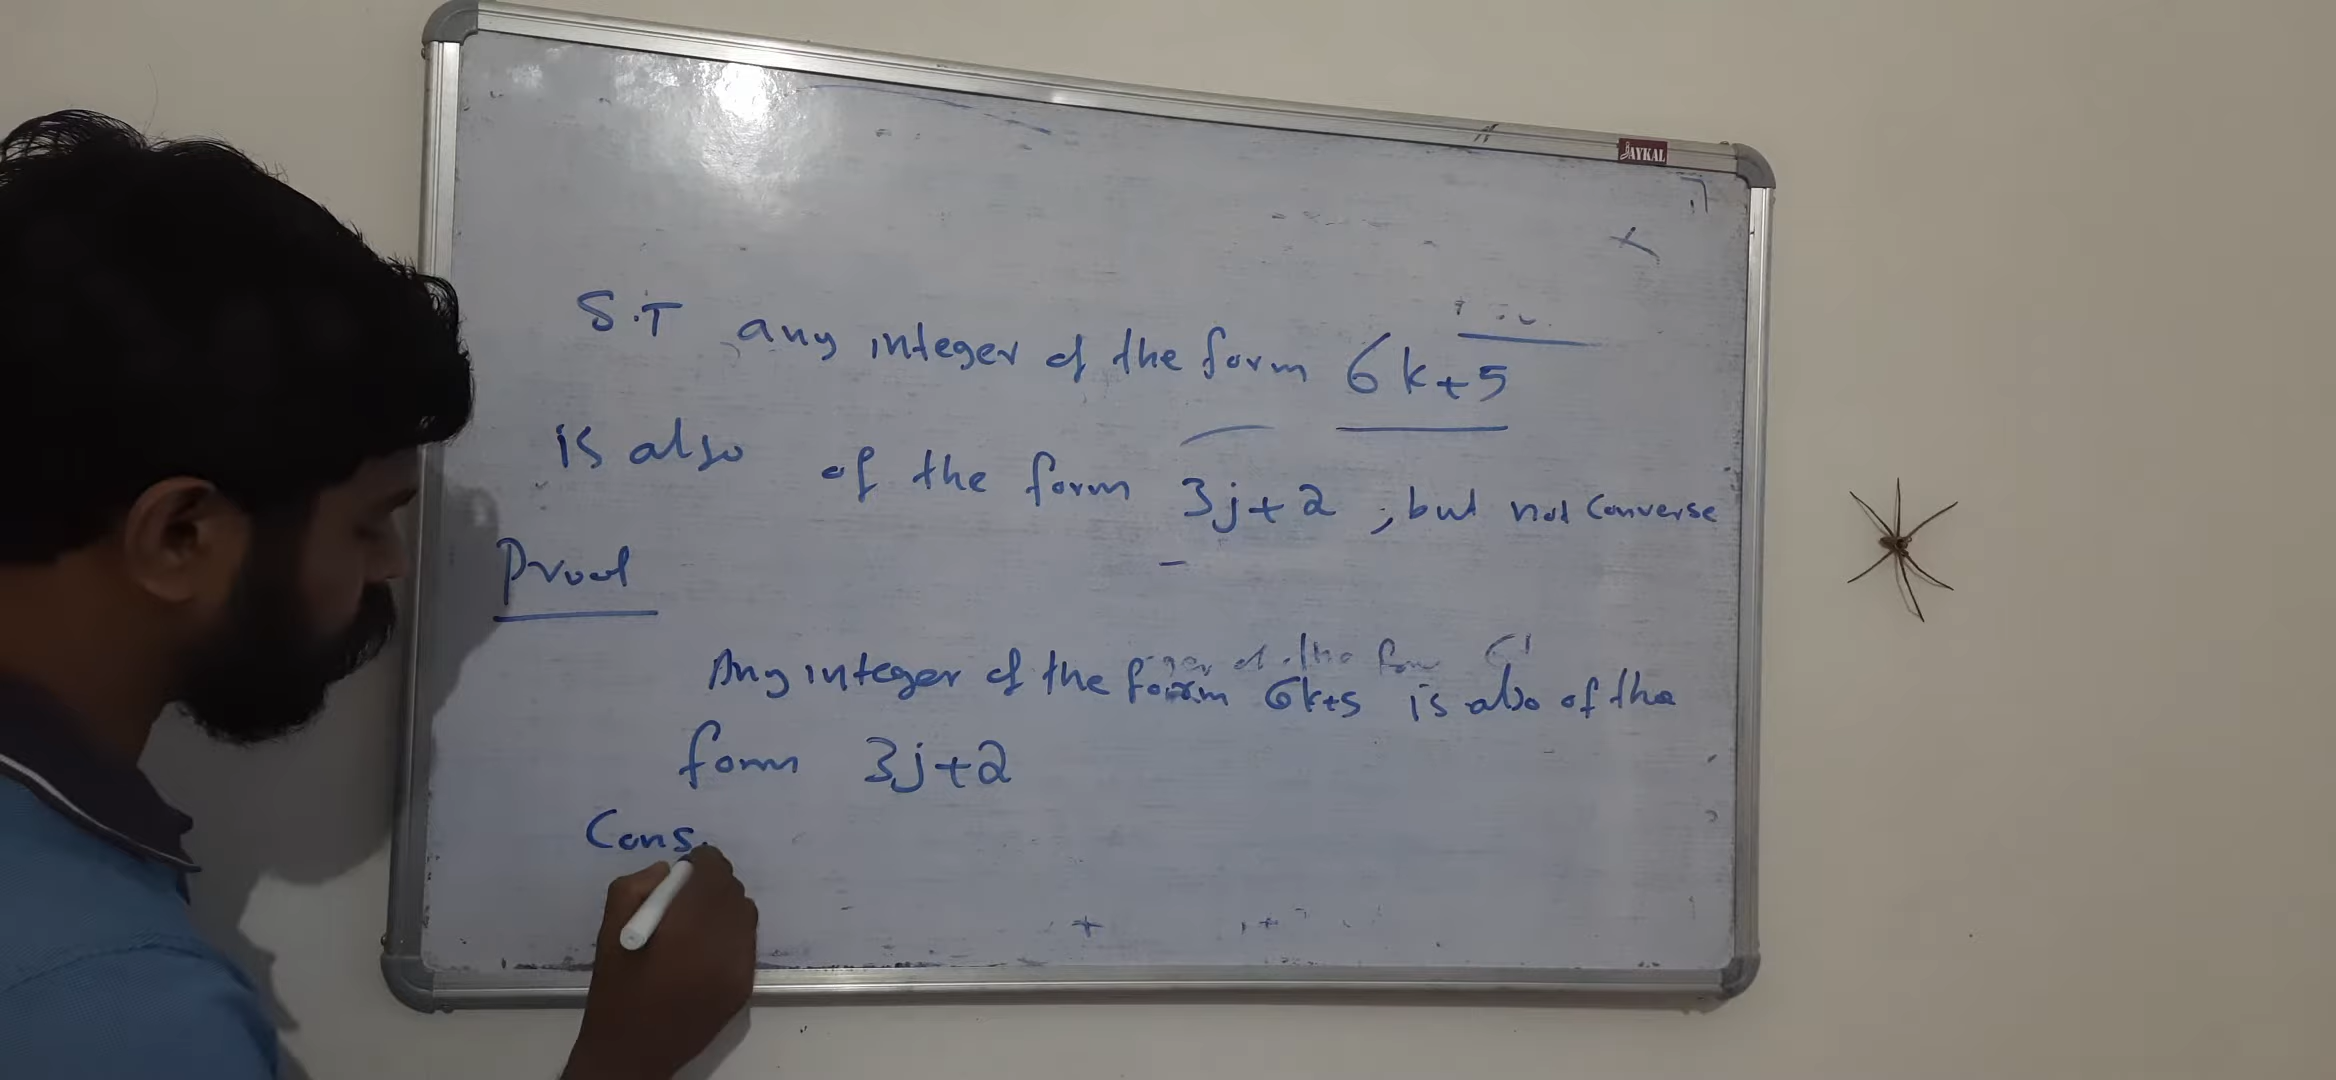 JAYKAL
S.T any integer of the form 6k+5
is also of the form 3j+2, but not Converse
Proof
Any integer of the form 6k+5 is also of the
form 3j+2
Cons